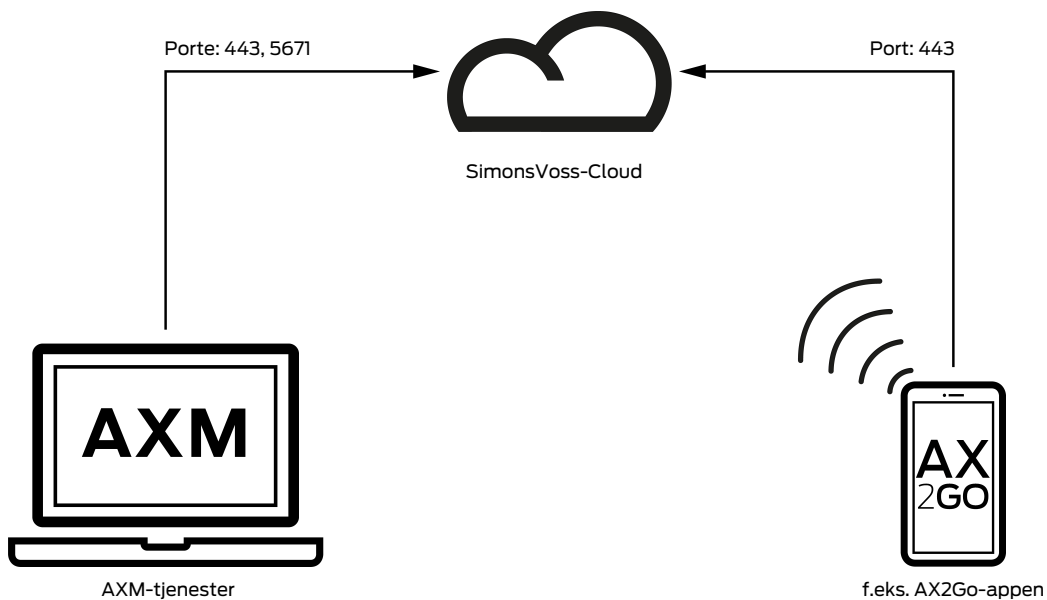 Porte: 443, 5671
Port: 443
SimonsVoss-Cloud
AXM
AX
2GO
AXM-tjenester
f.eks. AX2Go-appen